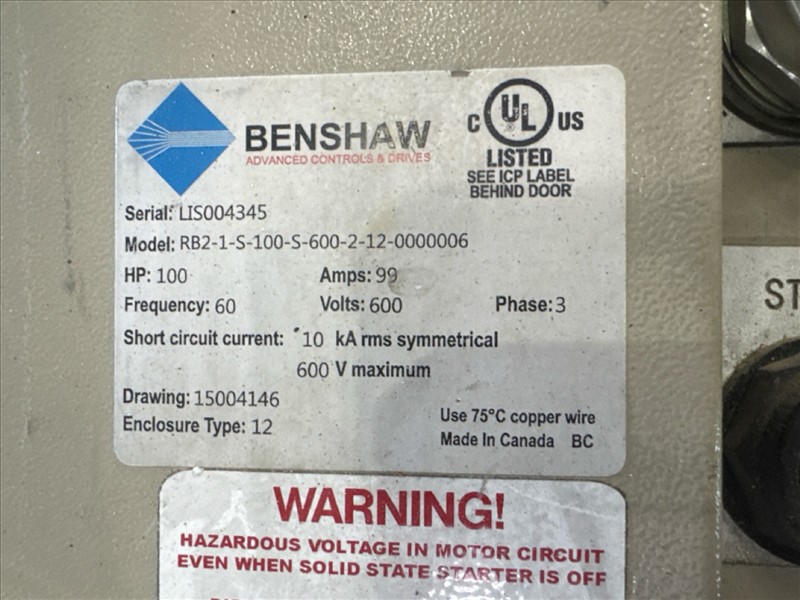 BENSHAW
ADVANCED CONTROLS & DRIVES
C UL US
LISTED
SEE ICP LABEL
BEHIND DOOR
Serial: LIS004345
Model: RB2-1-S-100-S-600-2-12-0000006
HP: 100 Amps: 99
Frequency: 60 Volts: 600 Phase: 3
Short circuit current: 10 kA rms symmetrical
600 V maximum
Drawing: 15004146
Enclosure Type: 12
Use 75°C copper wire
Made In Canada BC
ST
WARNING!
HAZARDOUS VOLTAGE IN MOTOR CIRCUIT
EVEN WHEN SOLID STATE STARTER IS OFF